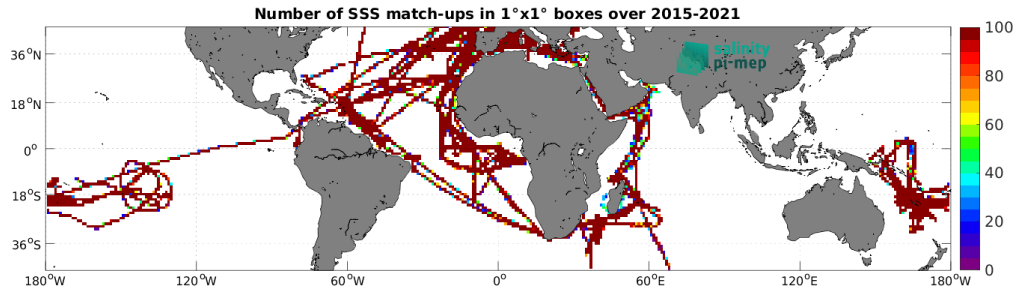 Number of SSS match-ups in 1°x1° boxes over 2015-2021
salinity
pi-mep
36°N
18°N
0°
18°S
36°S
180°W
120°W
60°W
0°
60°E
120°E
180°E
100
80
60
40
20
0